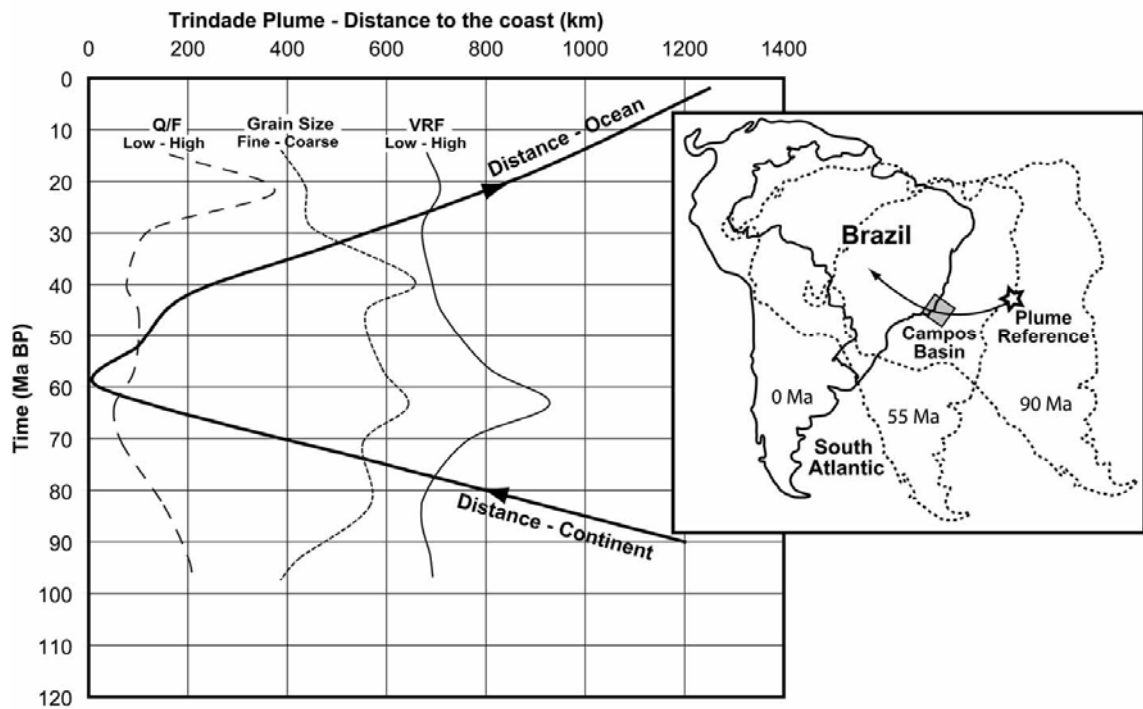 Trindade Plume - Distance to the coast (km)
0 200 400 600 800 1000 1200 1400
0
10
20
30
40
50
60
70
80
90
100
110
120
Time (Ma BP)
Q/F
Low - High
Grain Size
Fine - Coarse
VRF
Low - High
Distance - Ocean
Distance - Continent
Brazil
Campos
Basin
Plume
Reference
0 Ma
55 Ma
90 Ma
South
Atlantic